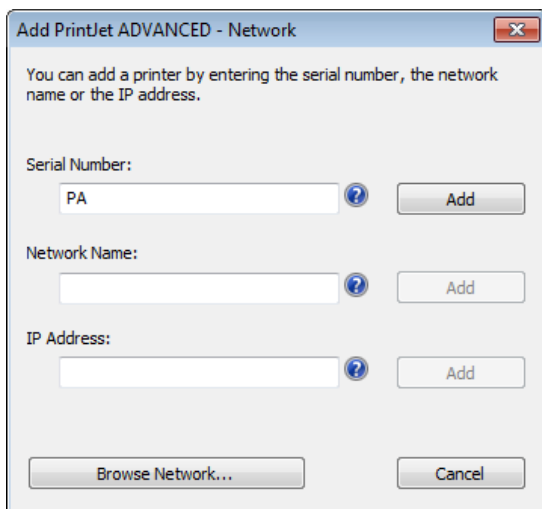 Add PrintJet ADVANCED - Network
You can add a printer by entering the serial number, the network
name or the IP address.
Serial Number:
PA
Add
Network Name:
Add
IP Address:
Add
Browse Network...
Cancel